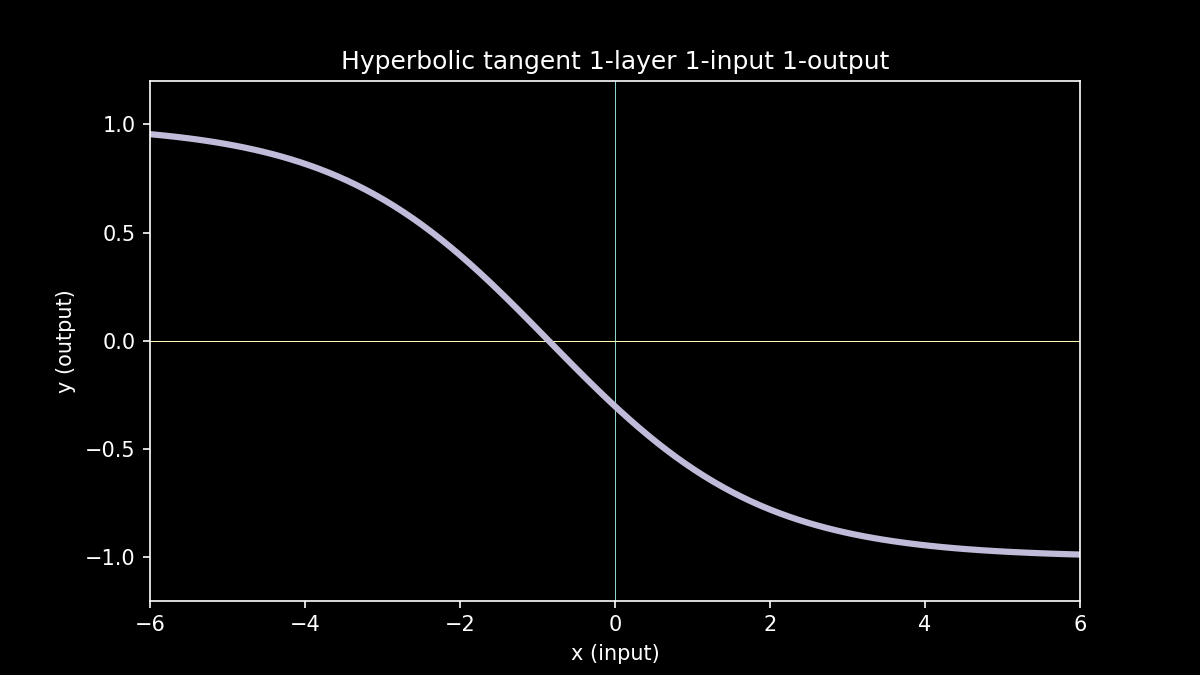 Hyperbolic tangent 1-layer 1-input 1-output
1.0
0.5
0.0
−0.5
−1.0
y (output)
−6 −4 −2 0 2 4 6
x (input)